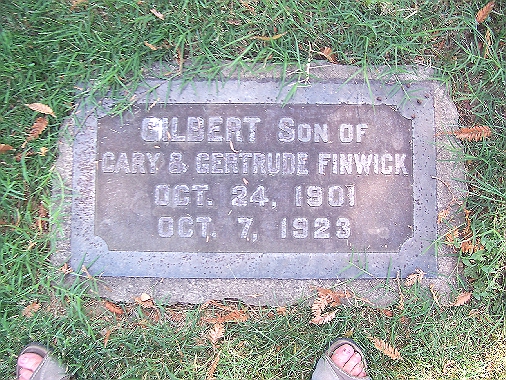 GILBERT SON OF
CARY & GERTRUDE FINWICK
OCT. 24, 1901
OCT. 7, 1923